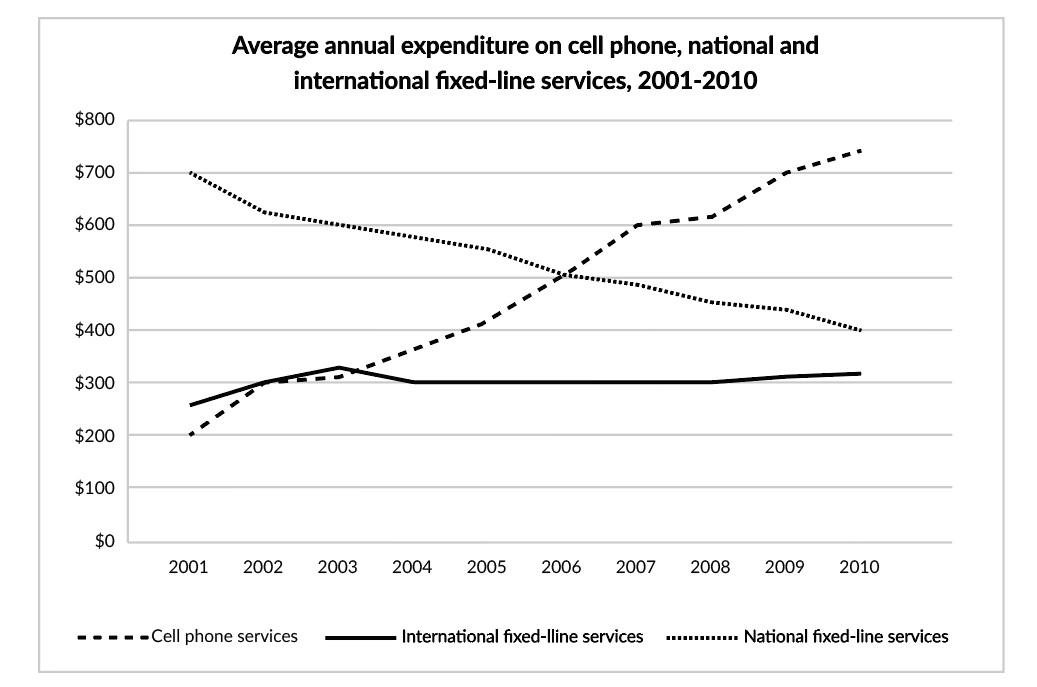 Average annual expenditure on cell phone, national and
international fixed-line services, 2001-2010
$800
$700
$600
$500
$400
$300
$200
$100
$0
2001 2002 2003 2004 2005 2006 2007 2008 2009 2010
Cell phone services International fixed-lline services National fixed-line services